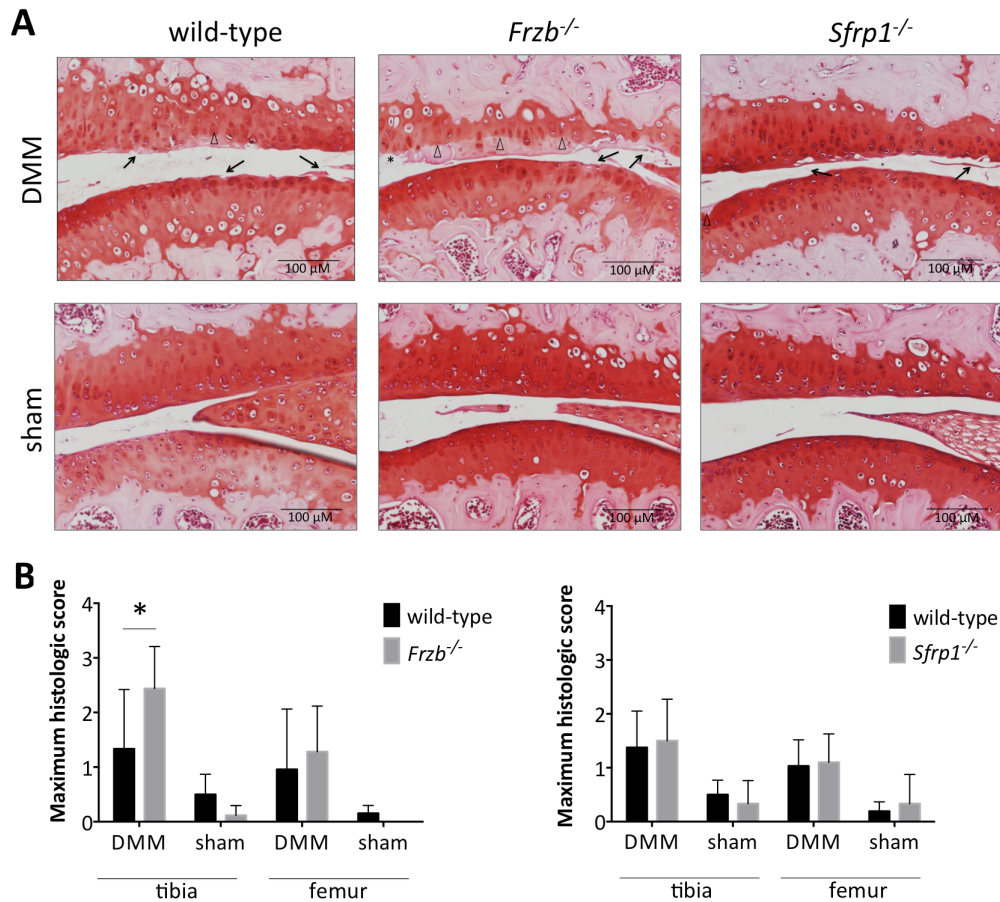 A
wild-type
Frzb-/-
Sfrp1-/-
DMM
*
100 µM
100 µM
100 µM
sham
100 µM
100 µM
100 µM
B
Maximum histologic score
4
3
2
1
0
*
wild-type
Frzb-/-
DMM
sham
DMM
sham
tibia
femur
Maximum histologic score
4
3
2
1
0
wild-type
Sfrp1-/-
DMM
sham
DMM
sham
tibia
femur